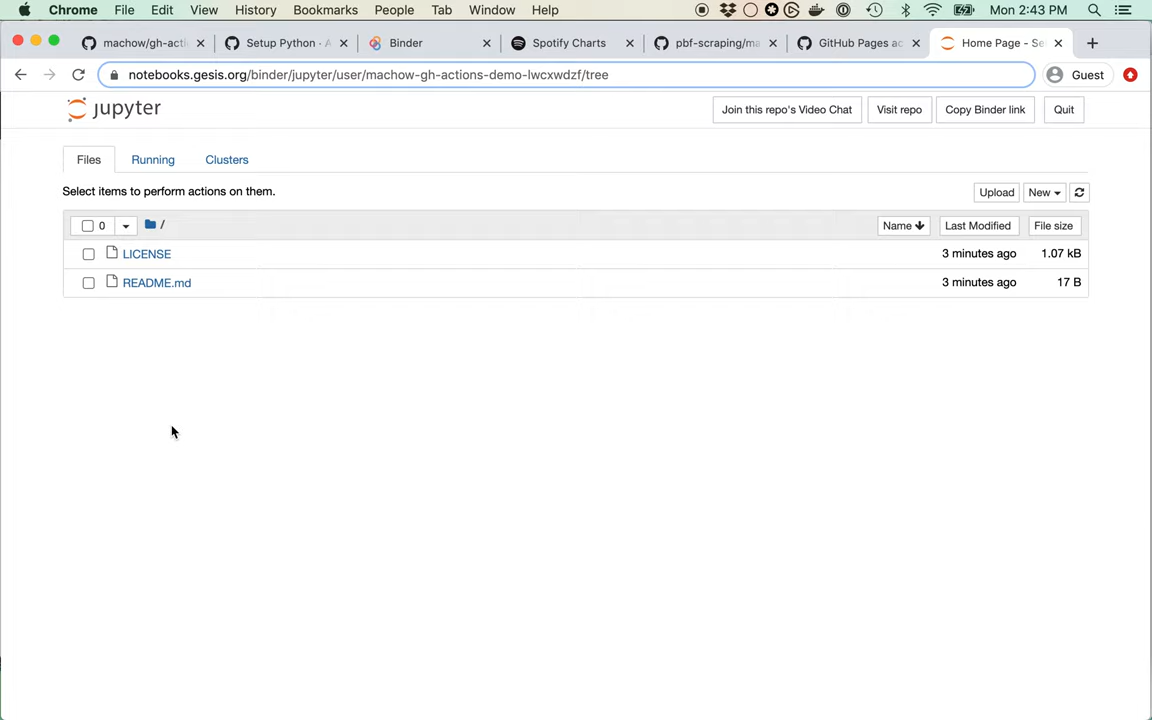 Chrome File Edit View History Bookmarks People Tab Window Help Mon 2:43 PM
machow/gh-acti Setup Python · A Binder Spotify Charts pbf-scraping/ma GitHub Pages ac Home Page - Se
notebooks.gesis.org/binder/jupyter/user/machow-gh-actions-demo-lwcxwdzf/tree Guest
jupyter Join this repo's Video Chat Visit repo Copy Binder link Quit
Files Running Clusters
Select items to perform actions on them. Upload New
0 / Name Last Modified File size
LICENSE 3 minutes ago 1.07 kB
README.md 3 minutes ago 17 B